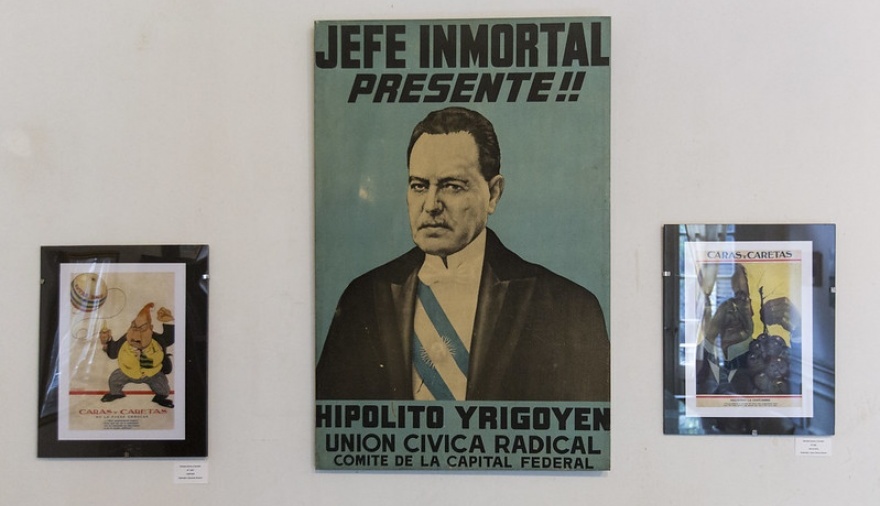 JEFE INMORTAL
PRESENTE!!
HIPOLITO YRIGOYEN
UNION CIVICA RADICAL
COMITE DE LA CAPITAL FEDERAL
CARAS Y CARETAS
CARAS Y CARETAS